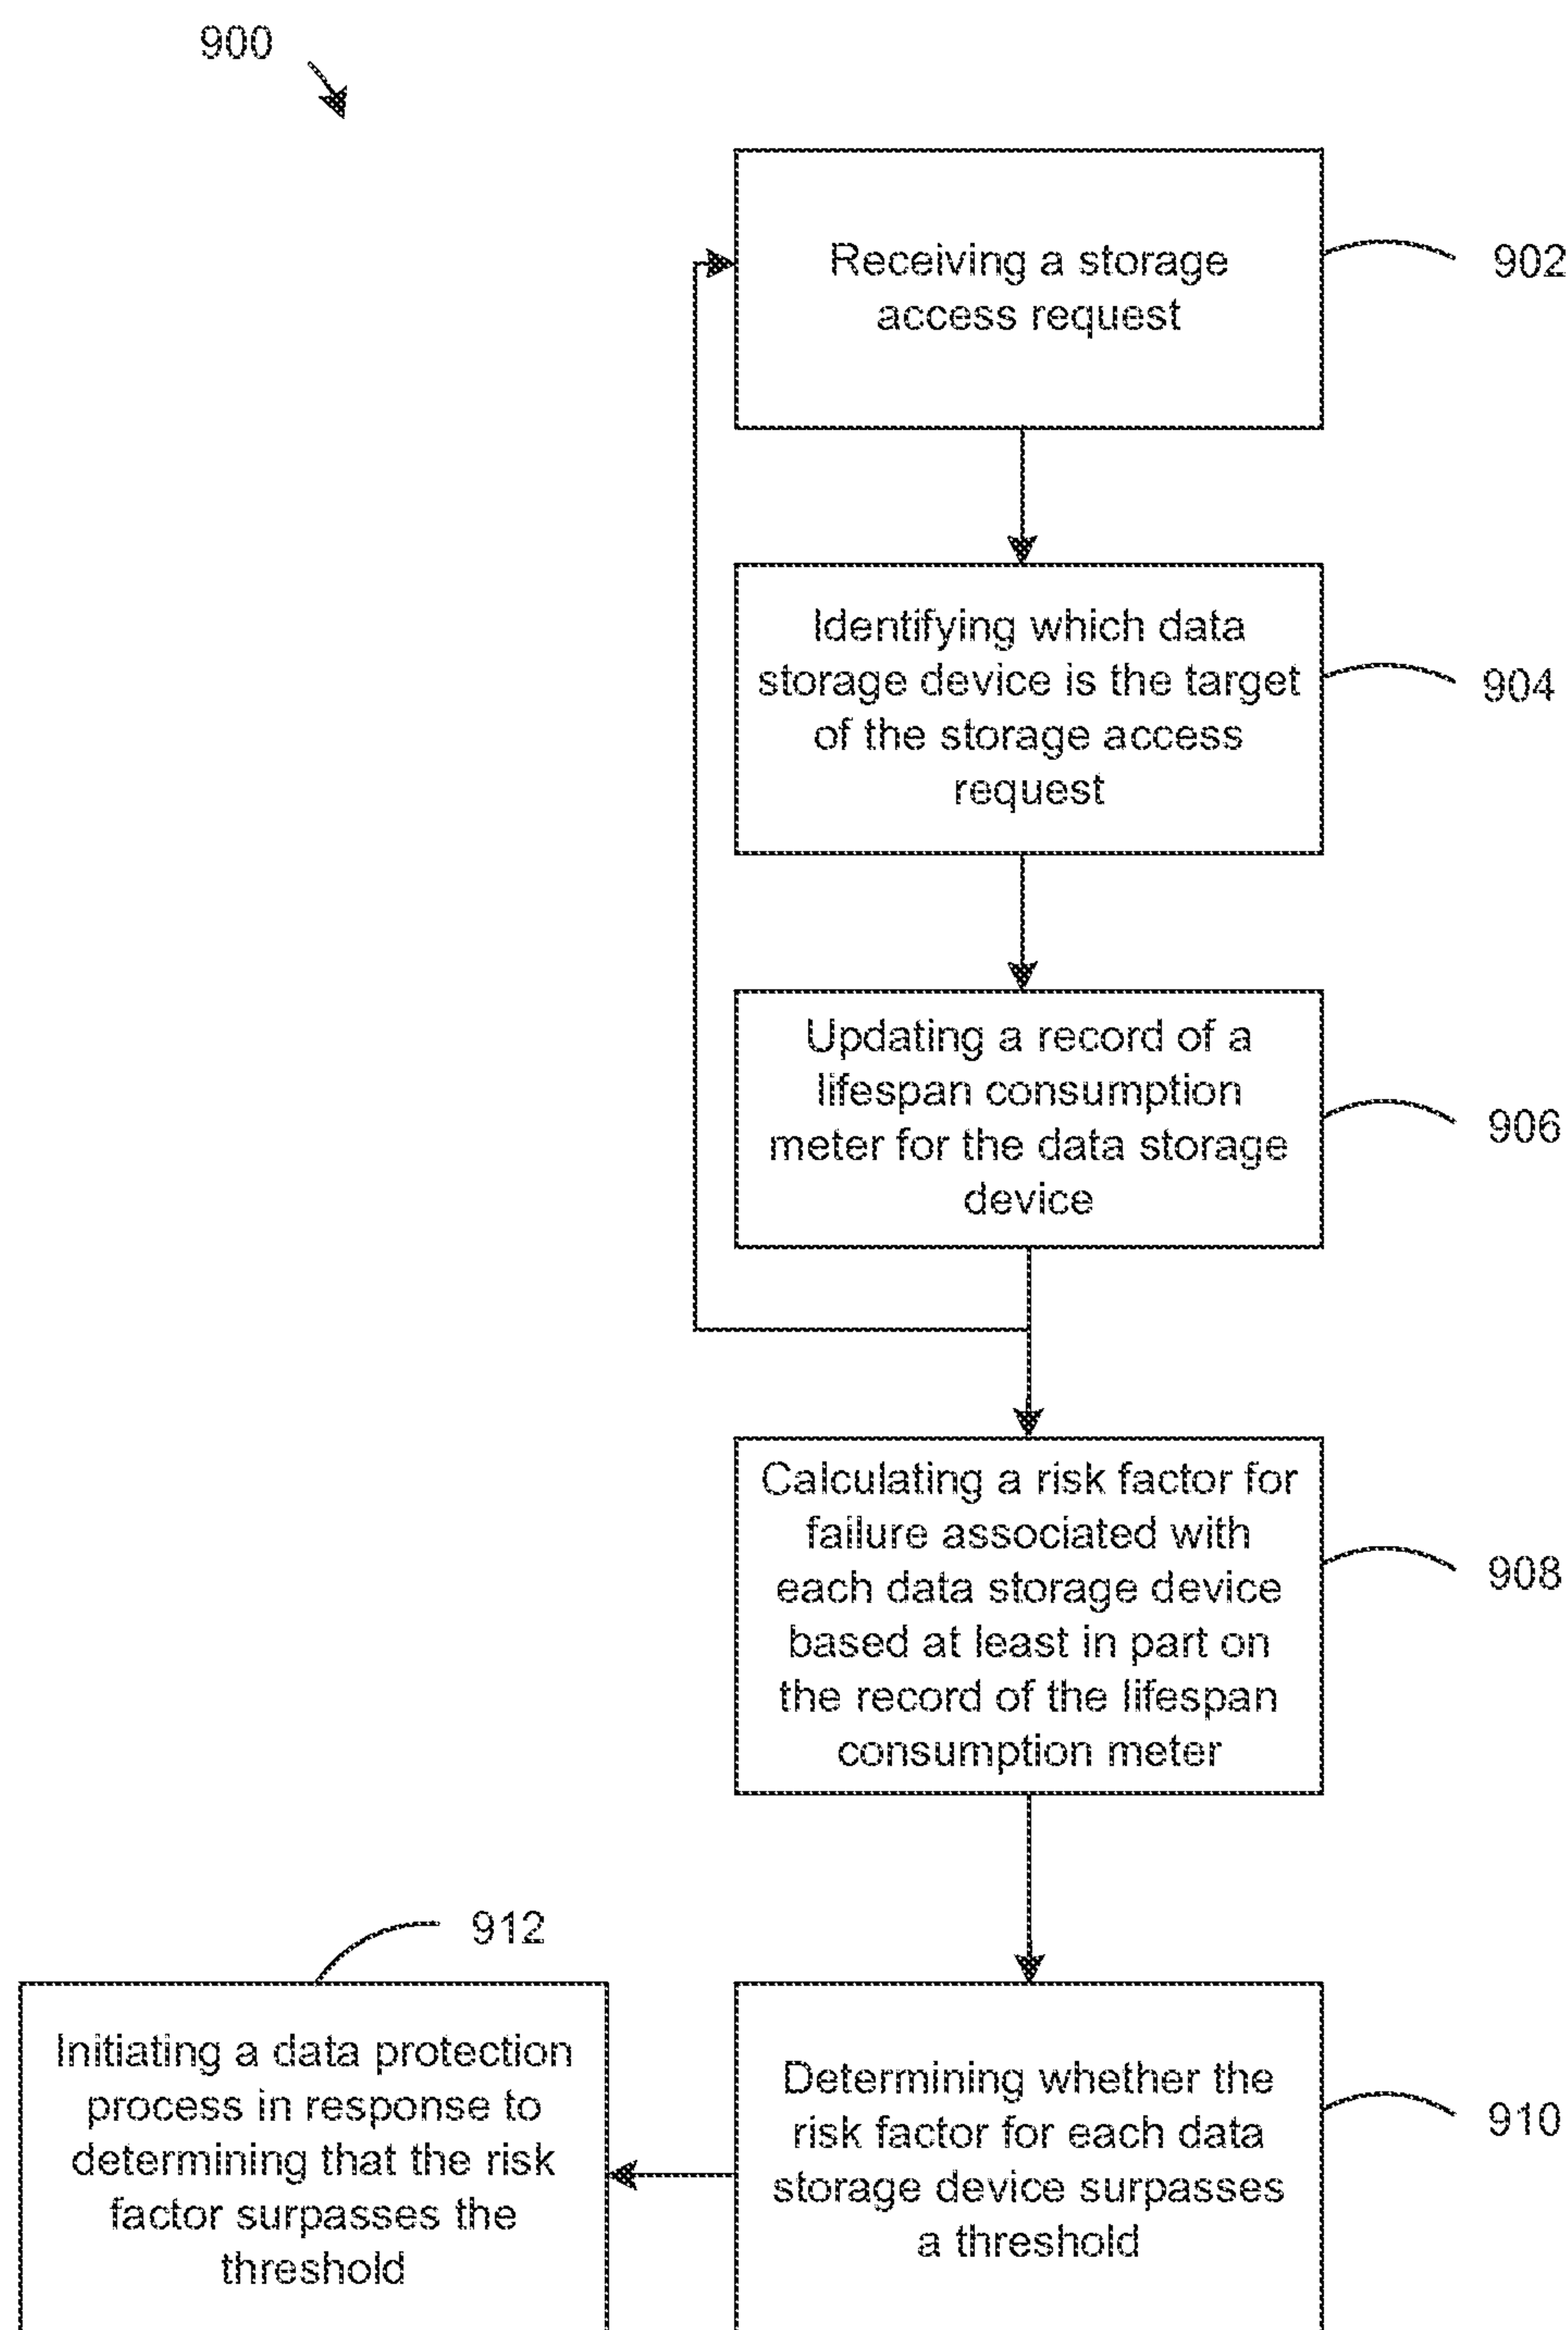 900
Receiving a storage
access request
902
Identifying which data
storage device is the target
of the storage access
request
904
Updating a record of a
lifespan consumption
meter for the data storage
device
906
Calculating a risk factor for
failure associated with
each data storage device
based at least in part on
the record of the lifespan
consumption meter
908
Determining whether the
risk factor for each data
storage device surpasses
a threshold
910
912
Initiating a data protection
process in response to
determining that the risk
factor surpasses the
threshold